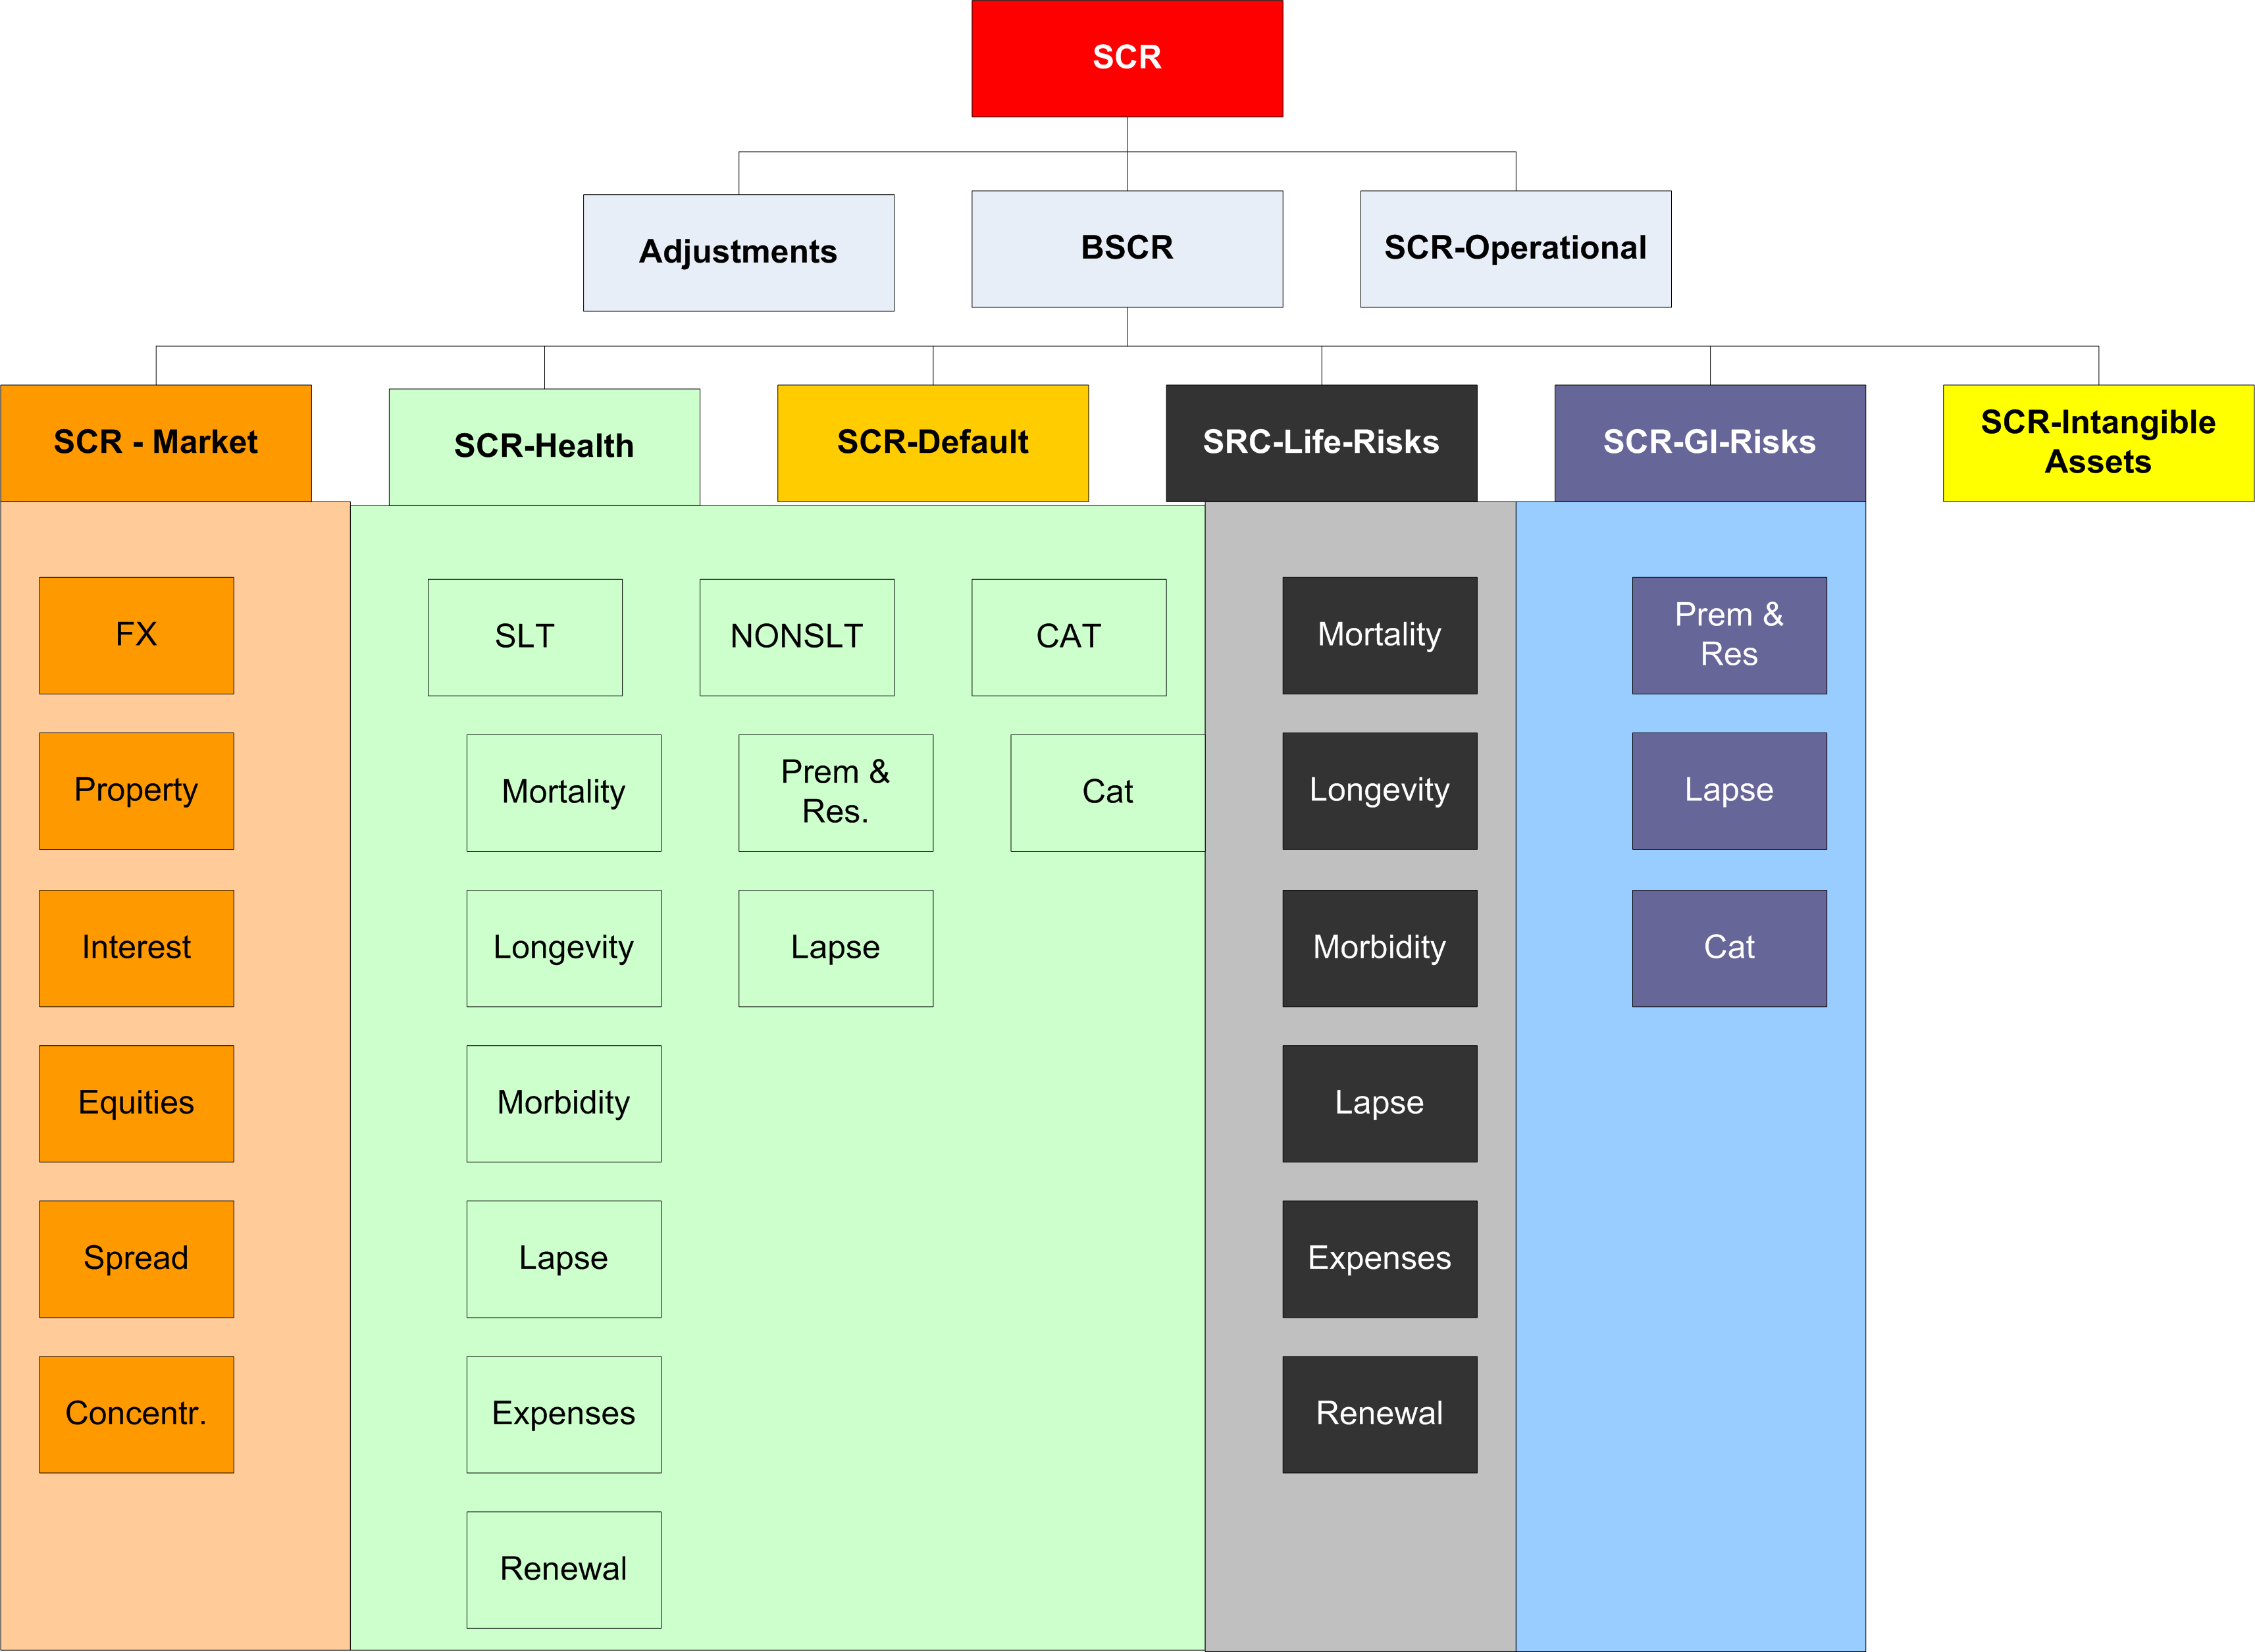 SCR
Adjustments
BSCR
SCR-Operational
SCR - Market
SCR-Health
SCR-Default
SRC-Life-Risks
SCR-GI-Risks
SCR-Intangible
Assets
FX
Property
Interest
Equities
Spread
Concentr.
SLT
Mortality
Longevity
Morbidity
Lapse
Expenses
Renewal
NONSLT
Prem &
Res.
Lapse
CAT
Cat
Mortality
Longevity
Morbidity
Lapse
Expenses
Renewal
Prem &
Res
Lapse
Cat